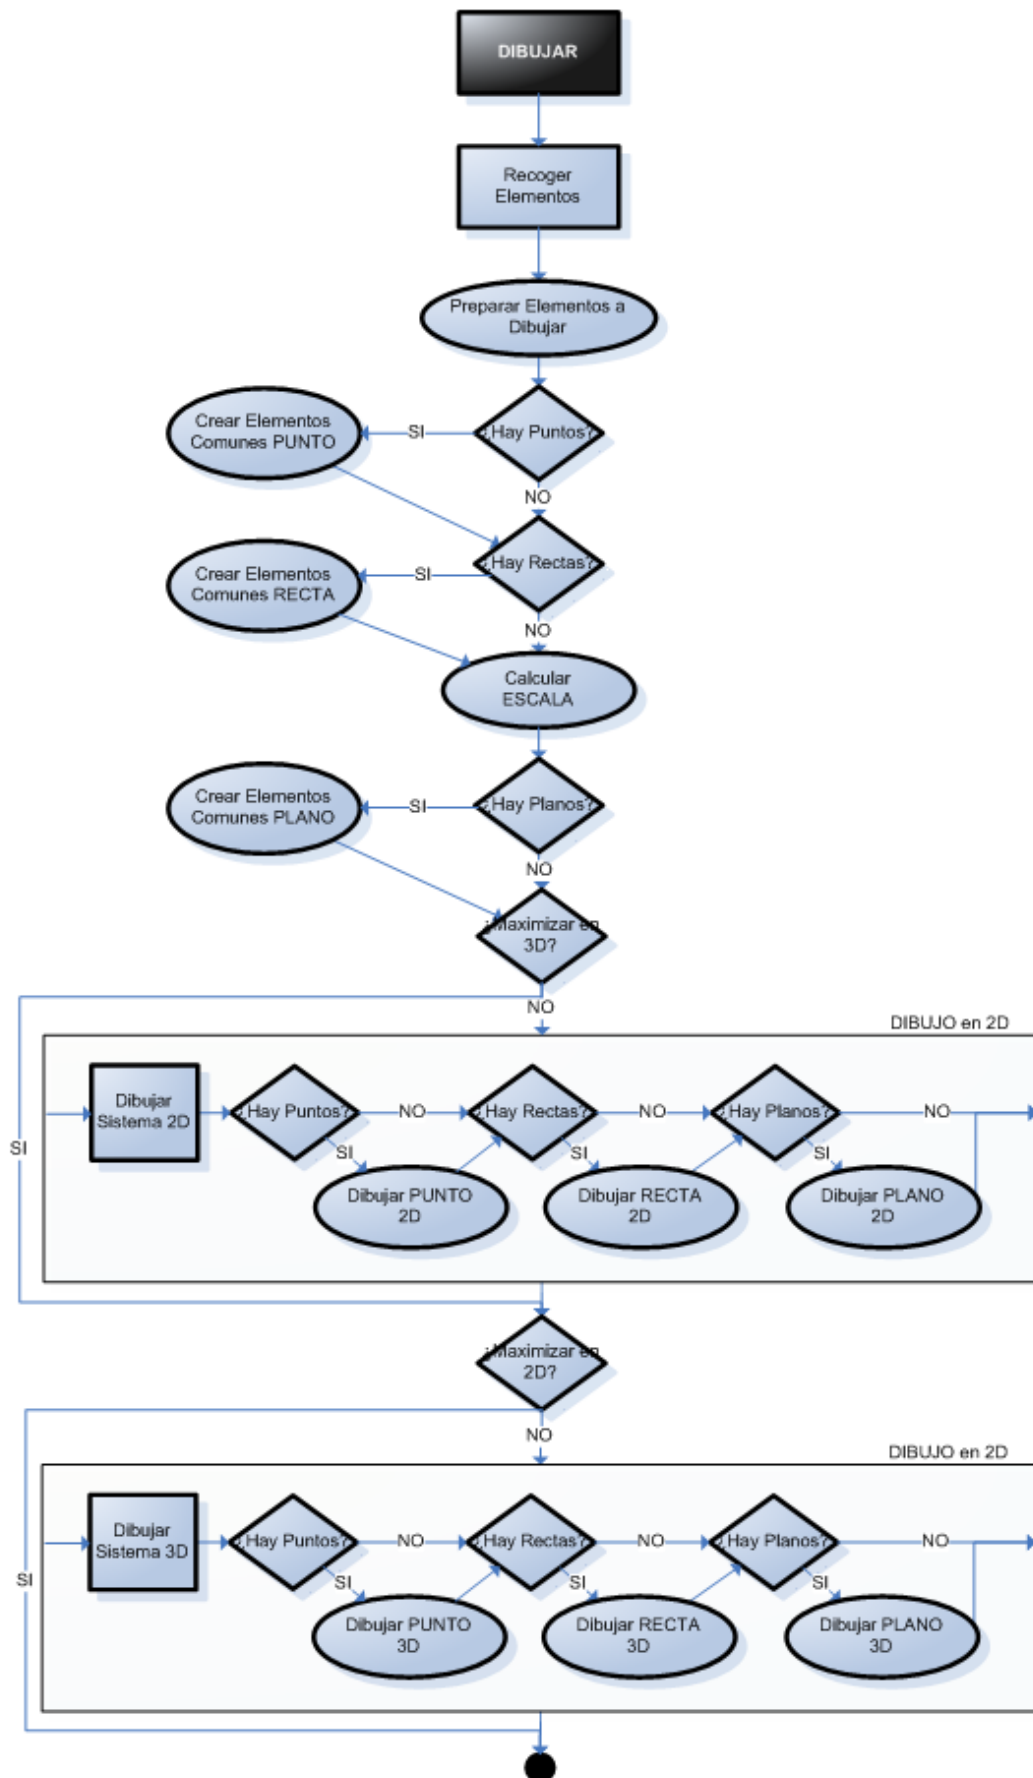 DIBUJAR
Recoger
Elementos
Preparar Elementos a
Dibujar
¿Hay Puntos?
SI
Crear Elementos
Comunes PUNTO
NO
¿Hay Rectas?
SI
Crear Elementos
Comunes RECTA
NO
Calcular
ESCALA
¿Hay Planos?
SI
Crear Elementos
Comunes PLANO
NO
¿Maximizar en
3D?
NO
SI
DIBUJO en 2D
Dibujar
Sistema 2D
¿Hay Puntos?
NO
¿Hay Rectas?
NO
¿Hay Planos?
NO
SI
SI
SI
Dibujar PUNTO
2D
Dibujar RECTA
2D
Dibujar PLANO
2D
¿Maximizar en
2D?
NO
SI
DIBUJO en 2D
Dibujar
Sistema 3D
¿Hay Puntos?
NO
¿Hay Rectas?
NO
¿Hay Planos?
NO
SI
SI
SI
Dibujar PUNTO
3D
Dibujar RECTA
3D
Dibujar PLANO
3D